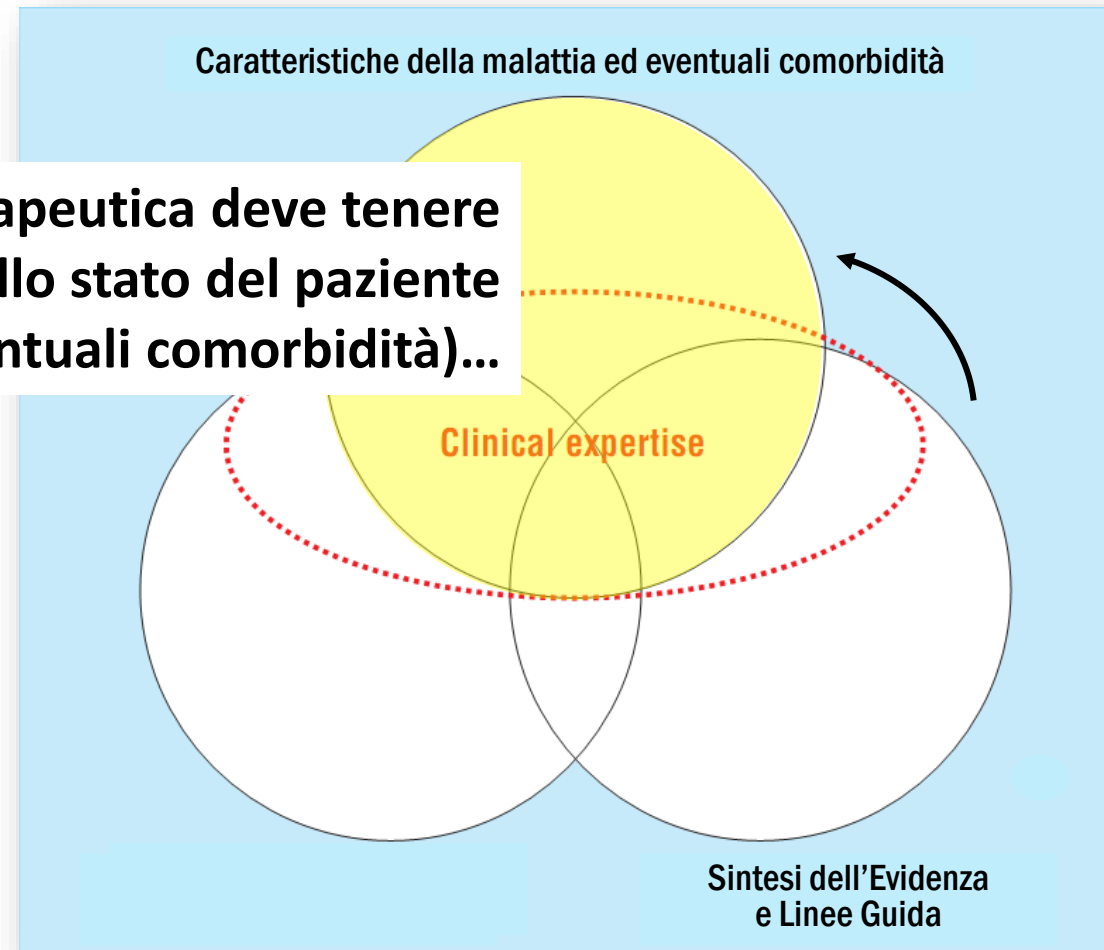 Caratteristiche della malattia ed eventuali comorbidità
apeutica deve tenere
llo stato del paziente
ntuali comorbidità)...
Clinical expertise
Sintesi dell'Evidenza
e Linee Guida